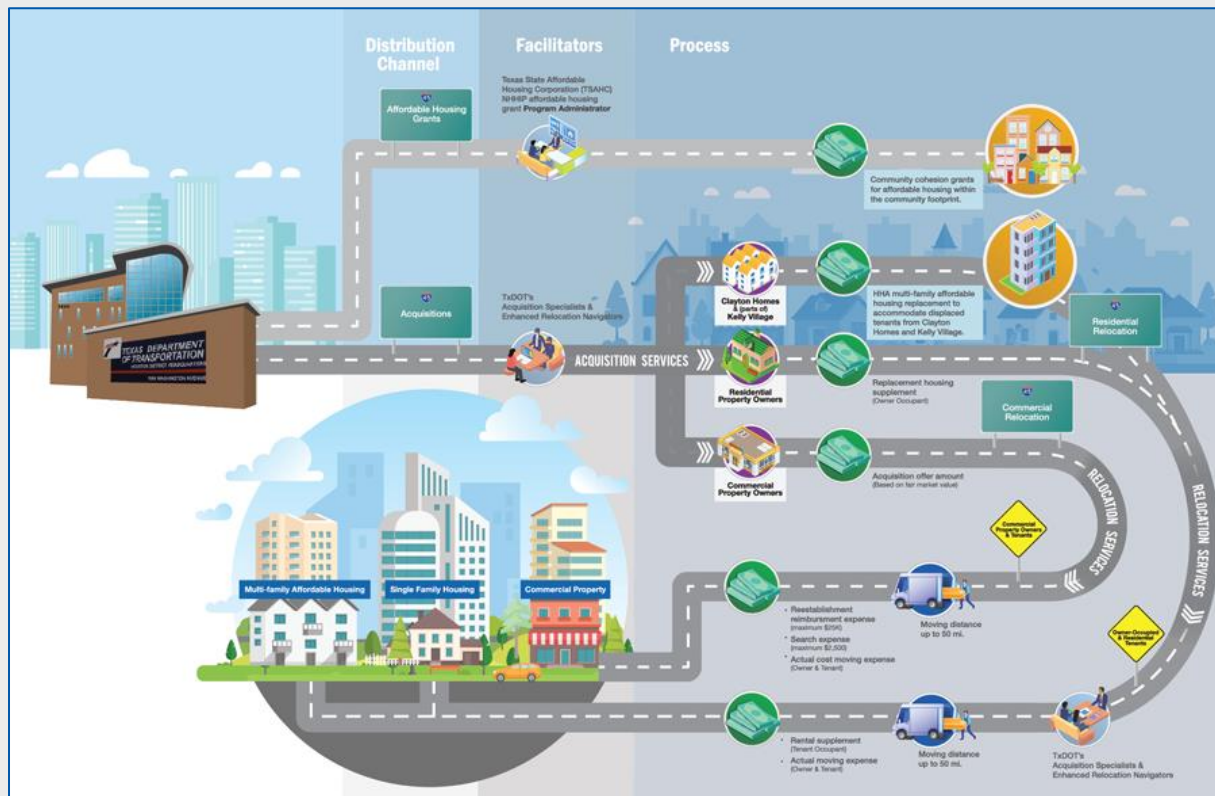 Distribution
Channel
Facilitators
Process
Affordable Housing
Grants
Texas State Affordable
Housing Corporation (TSAHC)
NHHIP affordable housing
grant Program Administrator
Community cohesion grants
for affordable housing within
the community footprint.
Acquisitions
TxDOT's
Acquisition Specialists &
Enhanced Relocation Navigators
ACQUISITION SERVICES
Clayton Homes
& (parts of)
Kelly Village
HHA multi-family affordable
housing replacement to
accommodate displaced
tenants from Clayton
Homes and Kelly Village.
Residential
Relocation
TEXAS DEPARTMENT
OF TRANSPORTATION
HOUSTON DISTRICT HEADQUARTERS
Residential
Property Owners
Replacement housing
supplement
(Owner Occupant)
Commercial
Relocation
Commercial
Property Owners
Acquisition offer amount
(Based on fair market value)
RELOCATION SERVICES
RELOCATION SERVICES
Commercial
Property Owners
& Tenants
Multi-family Affordable Housing
Single Family Housing
Commercial Property
• Reestablishment
reimbursment expense
(maximum $25K)
• Search expense
(maximum $2,500)
• Actual cost moving expense
(Owner & Tenant)
Moving distance
up to 50 mi.
Owner-Occupied
& Residential
Tenants
• Rental supplement
(Tenant Occupant)
• Actual moving expense
(Owner & Tenant)
Moving distance
up to 50 mi.
TxDOT's
Acquisition Specialists &
Enhanced Relocation Navigators